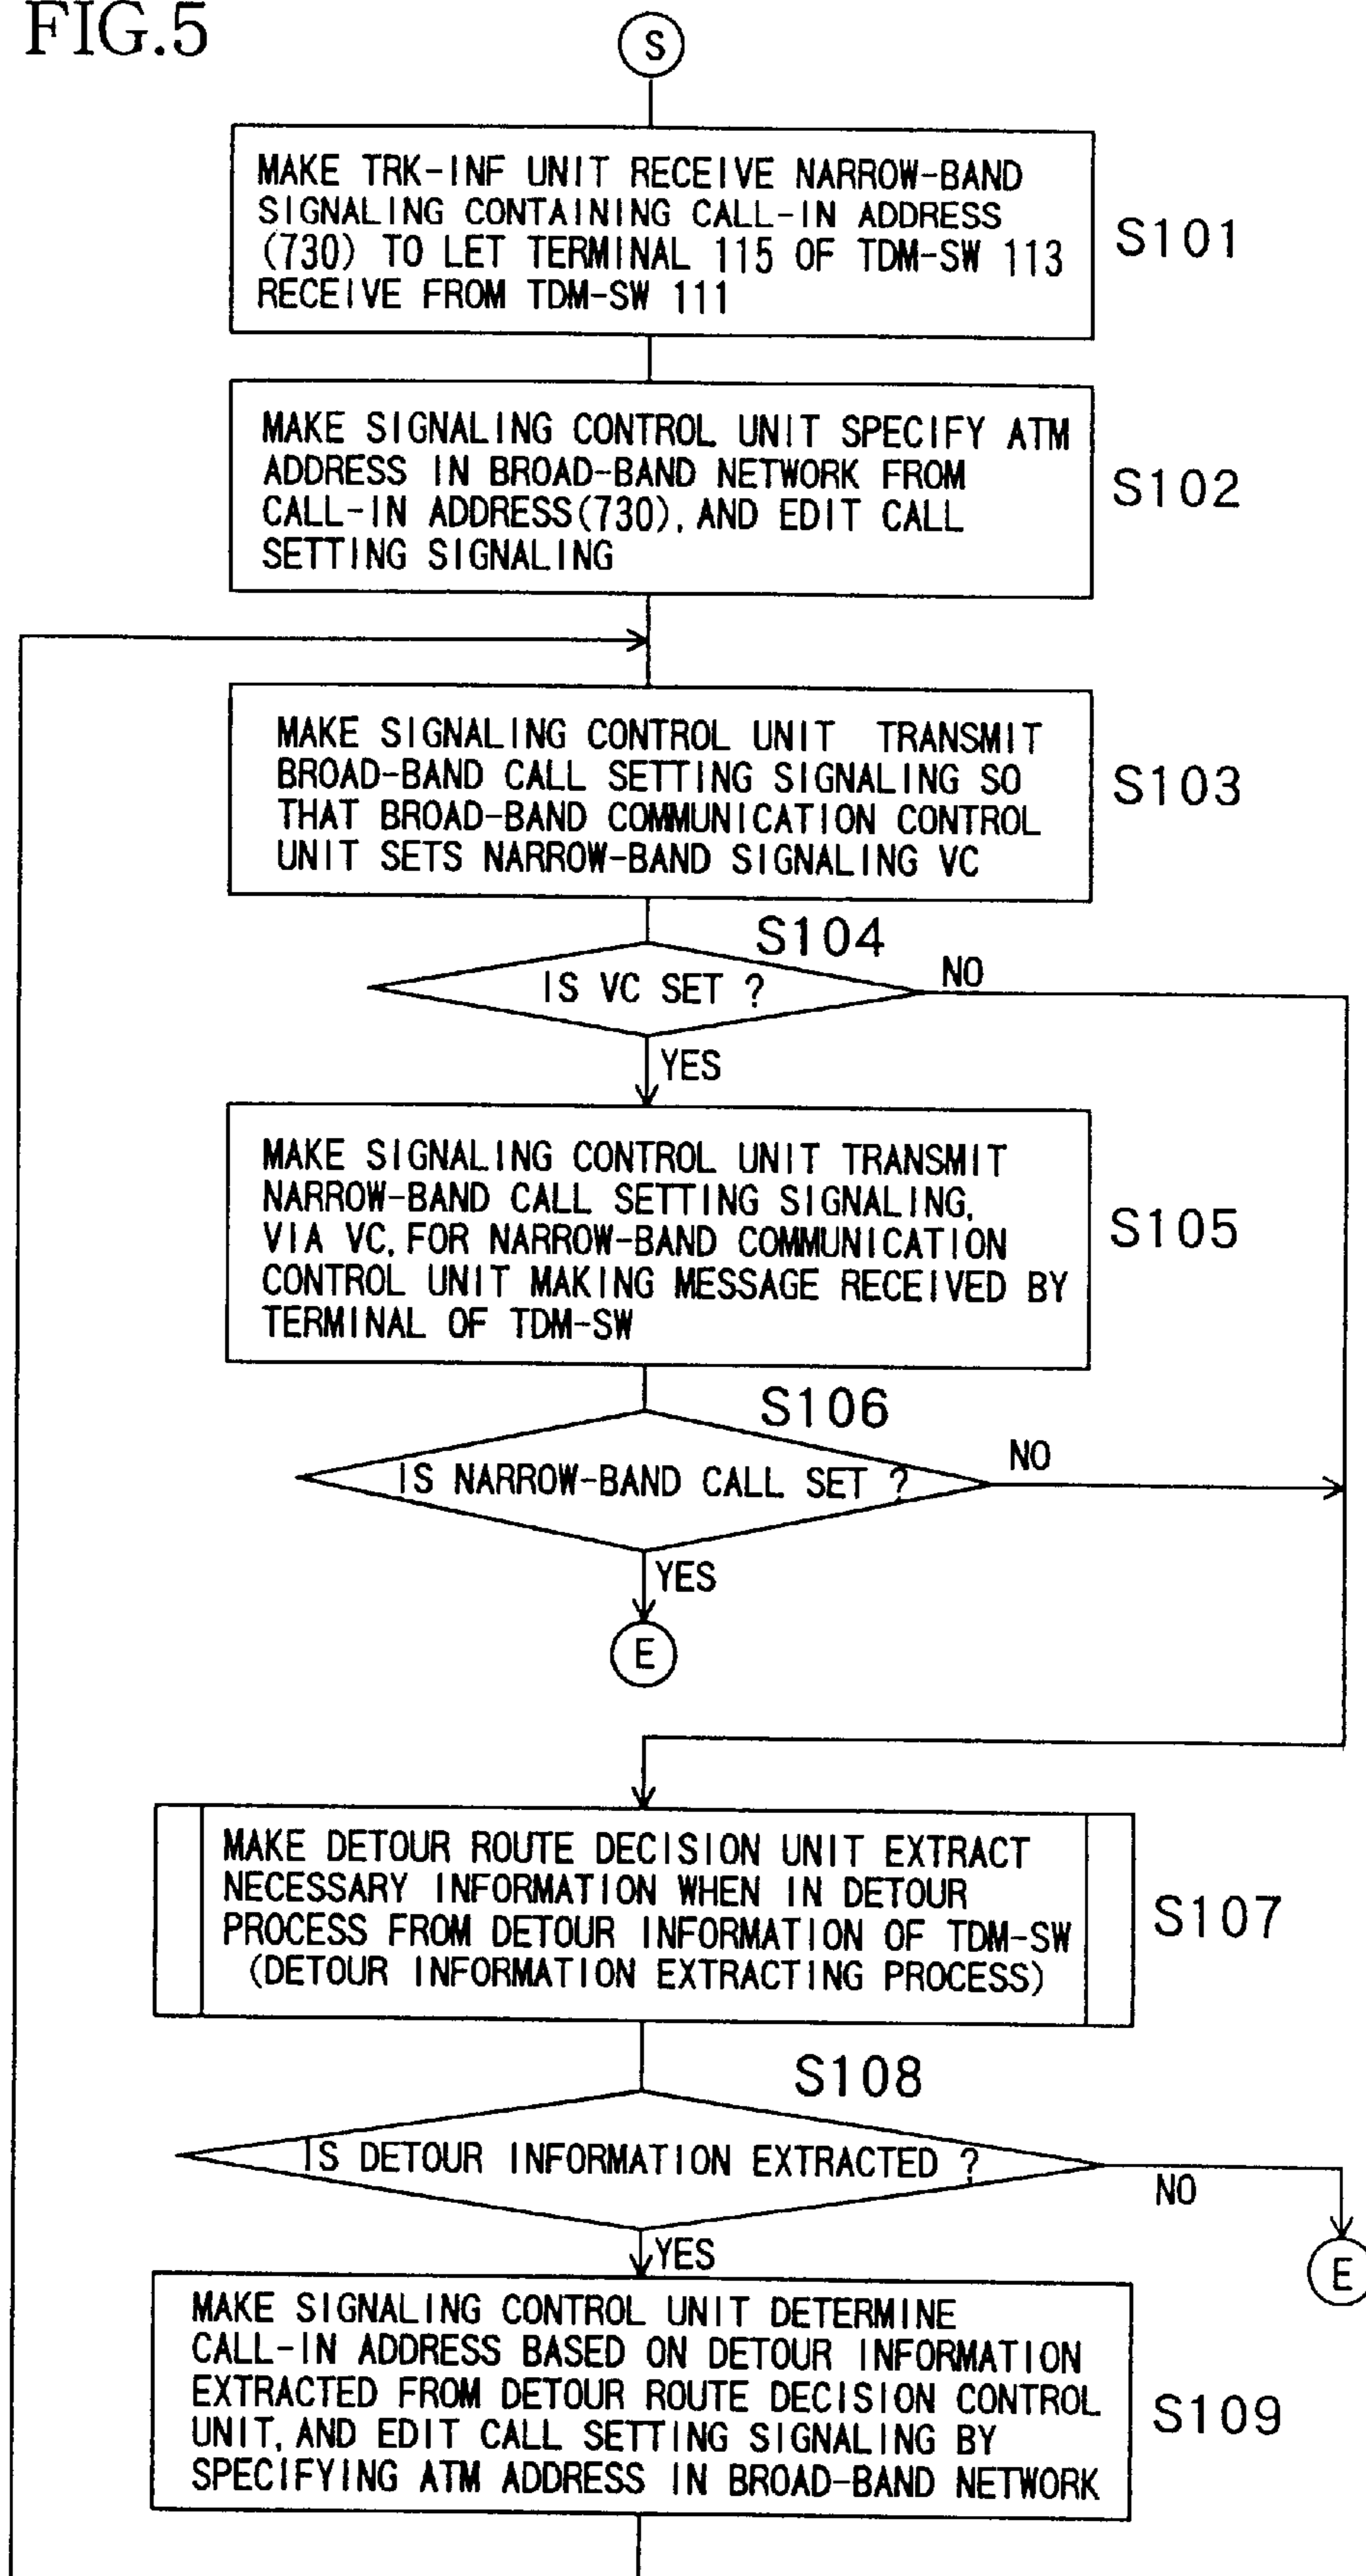 FIG.5
S
MAKE TRK-INF UNIT RECEIVE NARROW-BAND
SIGNALING CONTAINING CALL-IN ADDRESS
(730) TO LET TERMINAL 115 OF TDM-SW 113
RECEIVE FROM TDM-SW 111
S101
MAKE SIGNALING CONTROL UNIT SPECIFY ATM
ADDRESS IN BROAD-BAND NETWORK FROM
CALL-IN ADDRESS(730), AND EDIT CALL
SETTING SIGNALING
S102
MAKE SIGNALING CONTROL UNIT TRANSMIT
BROAD-BAND CALL SETTING SIGNALING SO
THAT BROAD-BAND COMMUNICATION CONTROL
UNIT SETS NARROW-BAND SIGNALING VC
S103
S104
IS VC SET ?
NO
YES
MAKE SIGNALING CONTROL UNIT TRANSMIT
NARROW-BAND CALL SETTING SIGNALING,
VIA VC, FOR NARROW-BAND COMMUNICATION
CONTROL UNIT MAKING MESSAGE RECEIVED BY
TERMINAL OF TDM-SW
S105
S106
IS NARROW-BAND CALL SET ?
NO
YES
E
MAKE DETOUR ROUTE DECISION UNIT EXTRACT
NECESSARY INFORMATION WHEN IN DETOUR
PROCESS FROM DETOUR INFORMATION OF TDM-SW
(DETOUR INFORMATION EXTRACTING PROCESS)
S107
S108
IS DETOUR INFORMATION EXTRACTED ?
NO
YES
E
MAKE SIGNALING CONTROL UNIT DETERMINE
CALL-IN ADDRESS BASED ON DETOUR INFORMATION
EXTRACTED FROM DETOUR ROUTE DECISION CONTROL
UNIT, AND EDIT CALL SETTING SIGNALING BY
SPECIFYING ATM ADDRESS IN BROAD-BAND NETWORK
S109